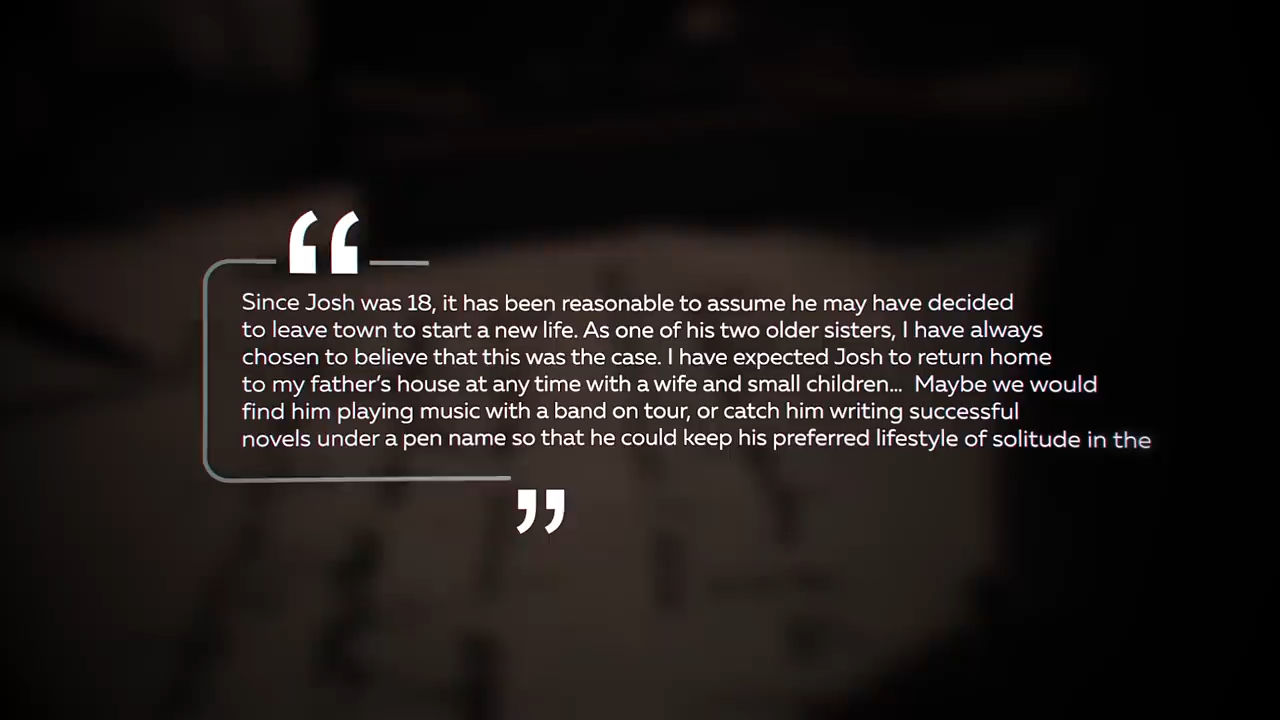 “
Since Josh was 18, it has been reasonable to assume he may have decided
to leave town to start a new life. As one of his two older sisters, I have always
chosen to believe that this was the case. I have expected Josh to return home
to my father’s house at any time with a wife and small children...  Maybe we would
find him playing music with a band on tour, or catch him writing successful
novels under a pen name so that he could keep his preferred lifestyle of solitude in the
”